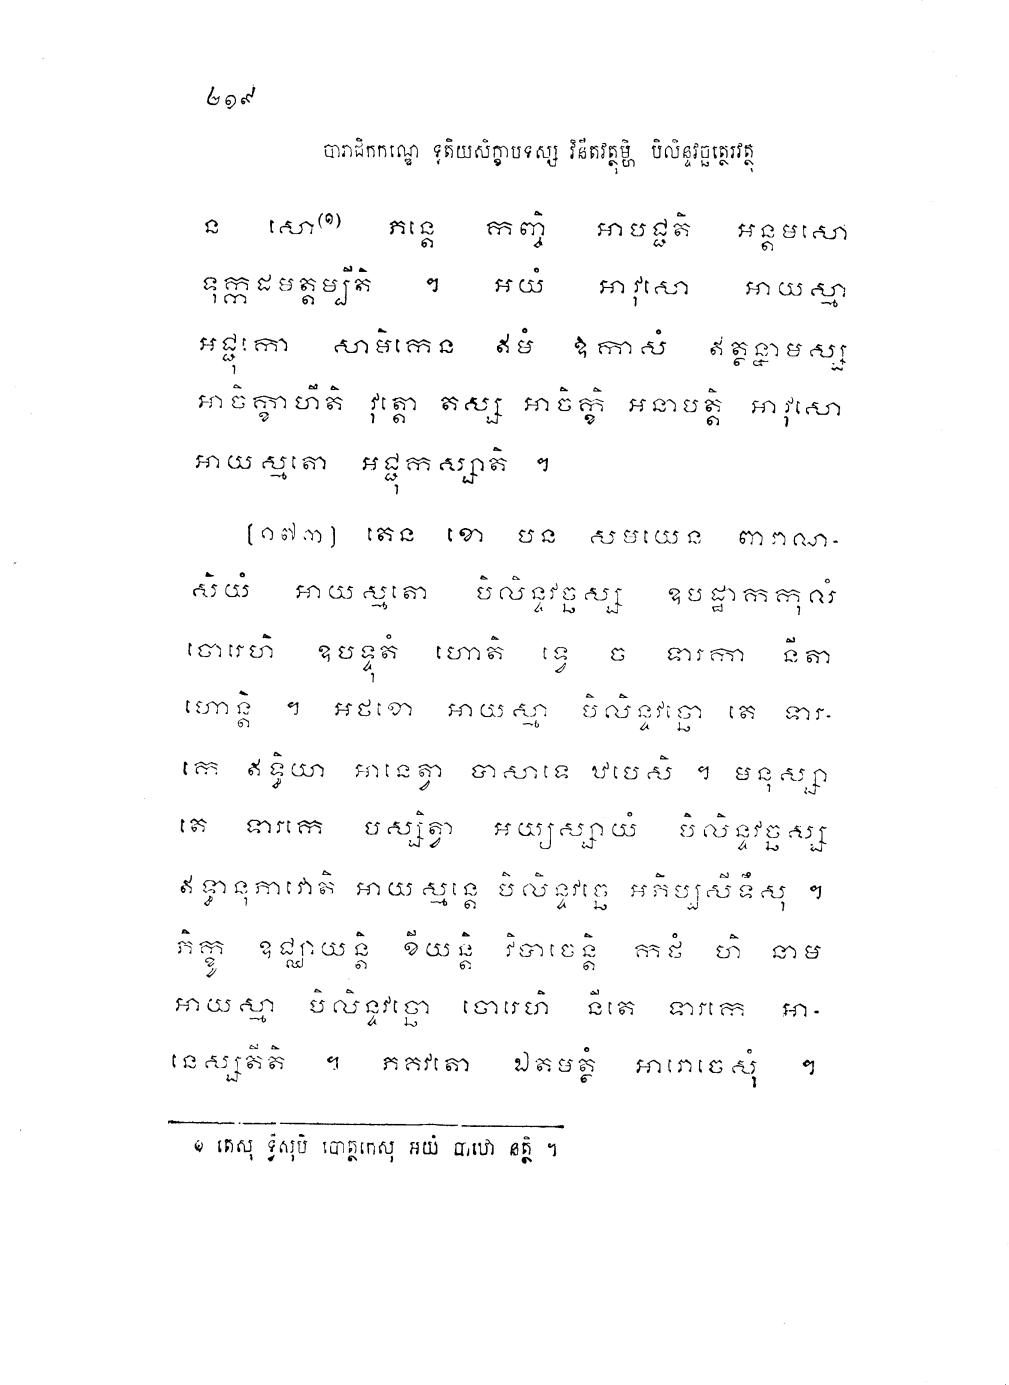 ២១៩
បារាជិកកណ្ឌេ ទុតិយសិក្ខាបទស្ស វិនីតវត្ថុម្ហិ បិលិន្ទវច្ឆត្ថេរវត្ថុ
ន សោ(១) ភន្តេ កញ្ចិ អាបជ្ជតិ អន្តមសោ
ទុក្កដមត្តម្បីតិ ។ អយំ អាវុសោ អាយស្មា
អជ្ជុកោ សាមិកេន ឥមំ ឱកាសំ ឥត្ថន្នាមស្ស
អាចិក្ខាហីតិ វុត្តោ តស្ស អាចិក្ខិ អនាបត្តិ អាវុសោ
អាយស្មតោ អជ្ជុកស្សាតិ ។
[១៧៣] តេន ខោ បន សមយេន ពារាណ-
សិយំ អាយស្មតោ បិលិន្ទវច្ឆស្ស ឧបដ្ឋាកកុលំ
ចោរេហិ ឧបទ្ទុតំ ហោតិ ទ្វេ ច ទារកា នីតា
ហោន្តិ ។ អថខោ អាយស្មា បិលិន្ទវច្ឆោ តេ ទារ-
កេ ឥទ្ធិយា អានេត្វា បាសាទេ ឋបេសិ ។ មនុស្សា
តេ ទារកេ បស្សិត្វា អយ្យស្សាយំ បិលិន្ទវច្ឆស្ស
ឥទ្ធានុភាវោតិ អាយស្មន្តេ បិលិន្ទវច្ឆេ អភិប្បសីទឹសុ ។
ភិក្ខូ ឧជ្ឈាយន្តិ ខីយន្តិ វិបាចេន្តិ កថំ ហិ នាម
អាយស្មា បិលិន្ទវច្ឆោ ចោរេហិ នីតេ ទារកេ អា-
នេស្សតីតិ ។ ភគវតោ ឯតមត្ថំ អារោចេសុំ ។
១ តេសុ ទ្វីសុបិ បោត្ថកេសុ អយំ បាឋោ នត្ថិ ។